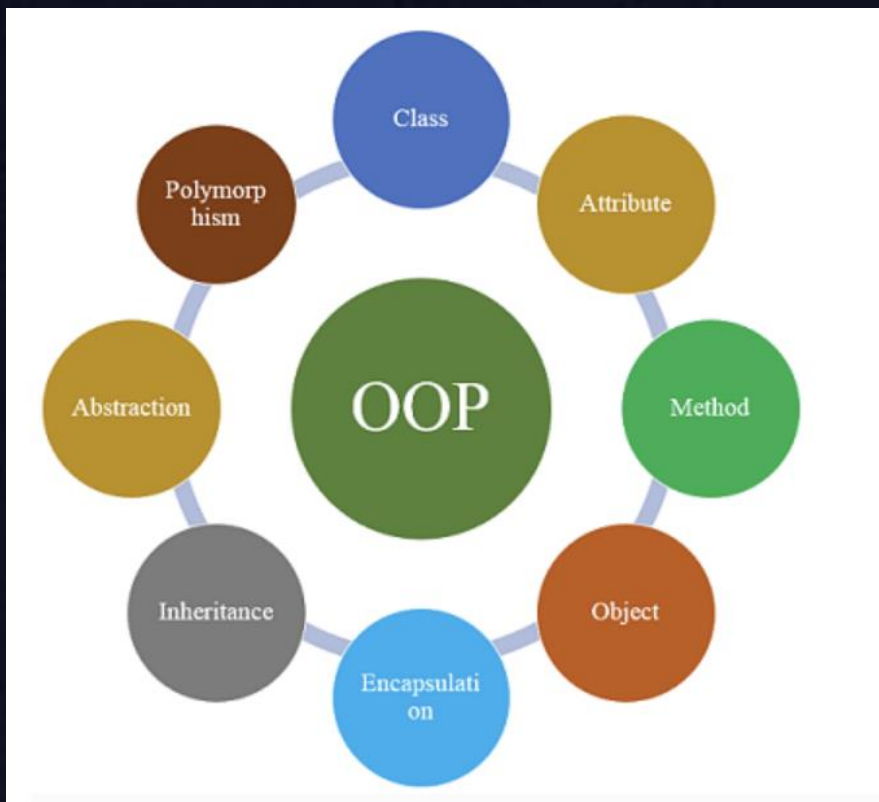 Class
Attribute
Method
Object
Encapsulati
on
Inheritance
Abstraction
Polymorp
hism
OOP